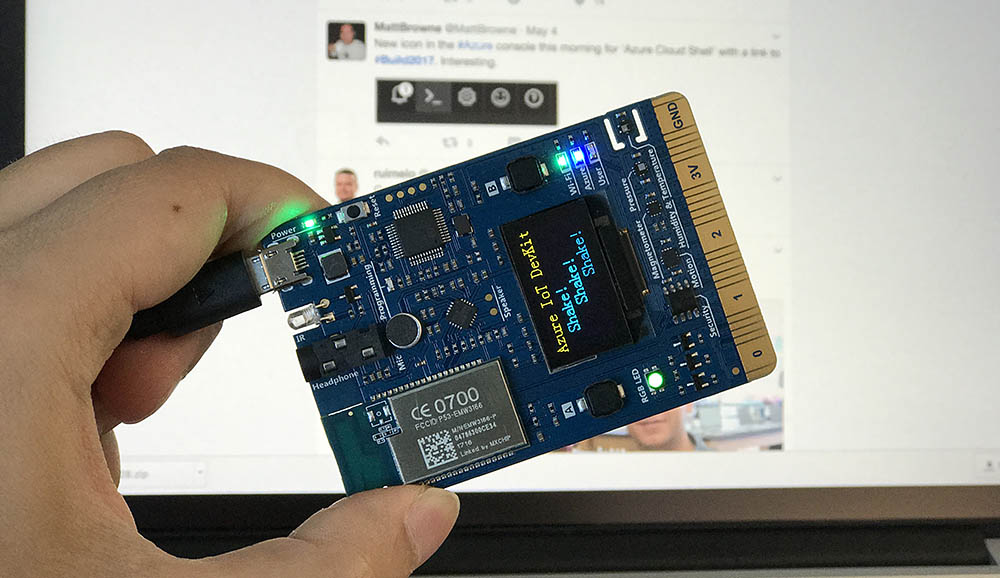 MattBrowne @MattBrowne · May 4
New icon in the #Azure console this morning for 'Azure Cloud Shell' with a link to
#Build2017. Interesting.
ruimelo
Power
Reset
B
Wi-Fi
Azure
User
GND
3V
2
1
0
Pressure
Humidity & Temperature
Magnetometer
Motion
Security
Azure IoT DevKit
Shake!
Shake!
Shake!
Programming
Speaker
IR
Mic
Headphone
A
RGB LED
CE 0700
FCCID P53-EMW3166
M/N:EMW3166-P
1716
Linked by MXCHIP